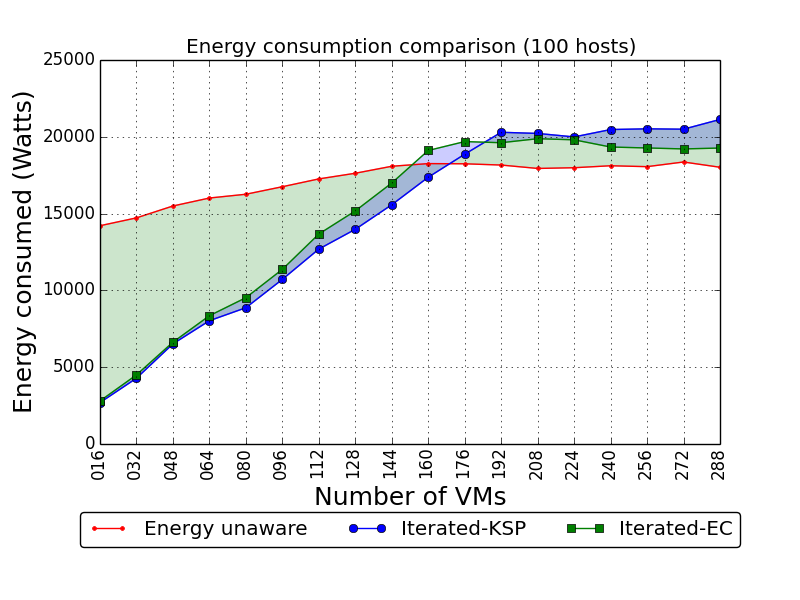 Energy consumption comparison (100 hosts)
25000
20000
15000
10000
5000
0
Energy consumed (Watts)
016 032 048 064 080 096 112 128 144 160 176 192 208 224 240 256 272 288
Number of VMs
Energy unaware Iterated-KSP Iterated-EC